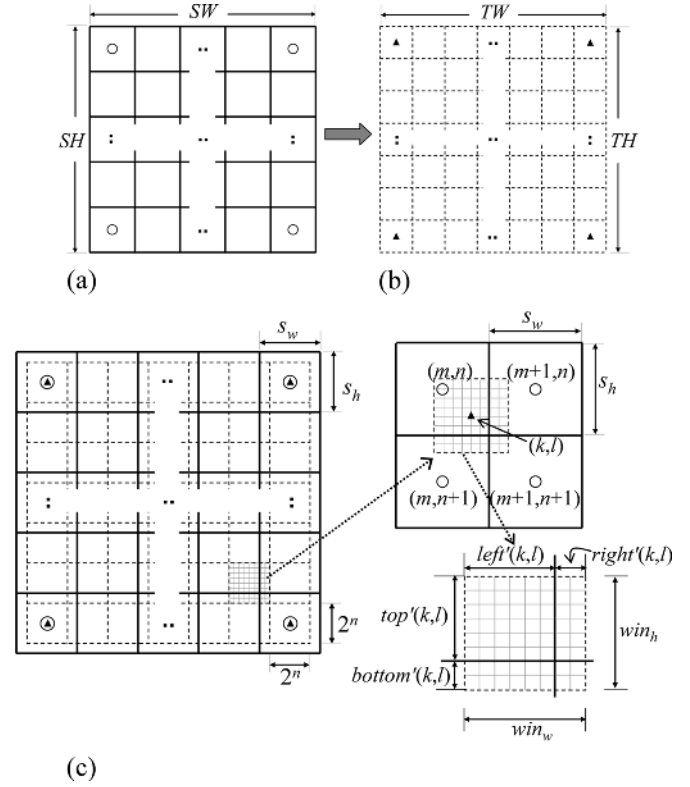 SW
TW
SH
TH
(a)
(b)
s_w
s_h
2^n
2^n
s_w
s_h
(m,n)
(m+1,n)
(k,l)
(m,n+1)
(m+1,n+1)
left'(k,l)
right'(k,l)
top'(k,l)
win_h
bottom'(k,l)
win_w
(c)